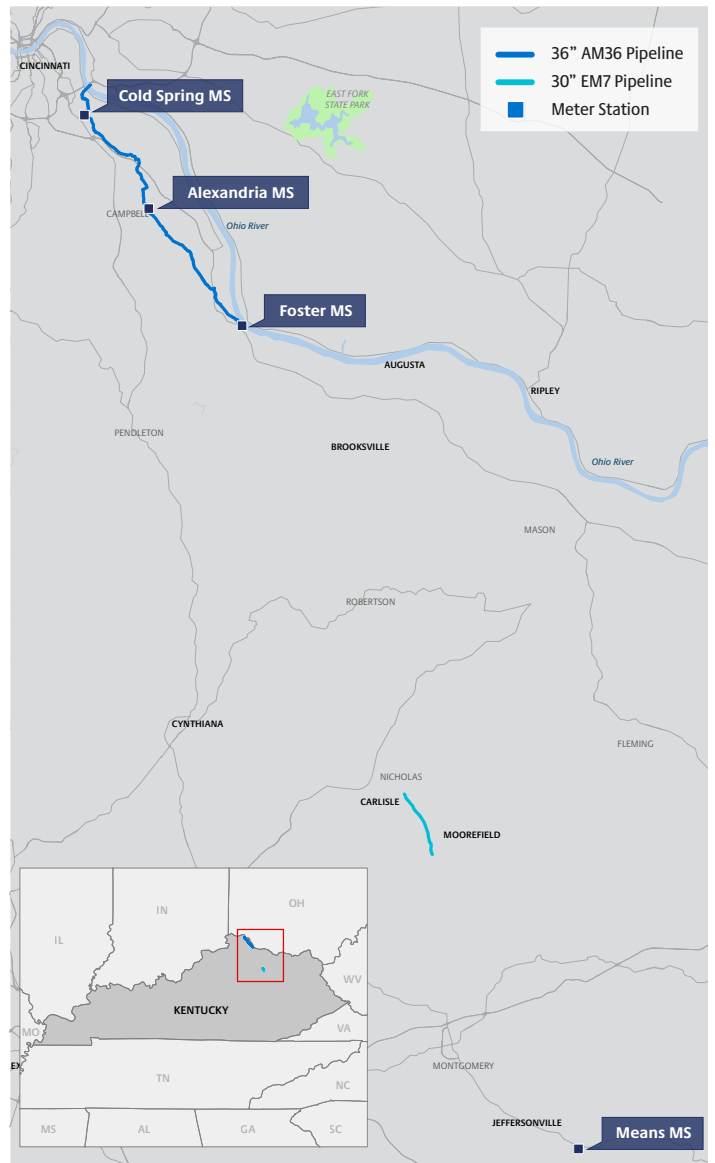 36” AM36 Pipeline
30” EM7 Pipeline
Meter Station
CINCINNATI
Cold Spring MS
EAST FORK
STATE PARK
Alexandria MS
CAMPBELL
Ohio River
Foster MS
AUGUSTA
RIPLEY
PENDLETON
BROOKSVILLE
Ohio River
MASON
ROBERTSON
CYNTHIANA
FLEMING
NICHOLAS
CARLISLE
MOOREFIELD
IN
OH
IL
WV
KENTUCKY
MO
VA
EX
TN
NC
MS
AL
GA
SC
MONTGOMERY
JEFFERSONVILLE
Means MS